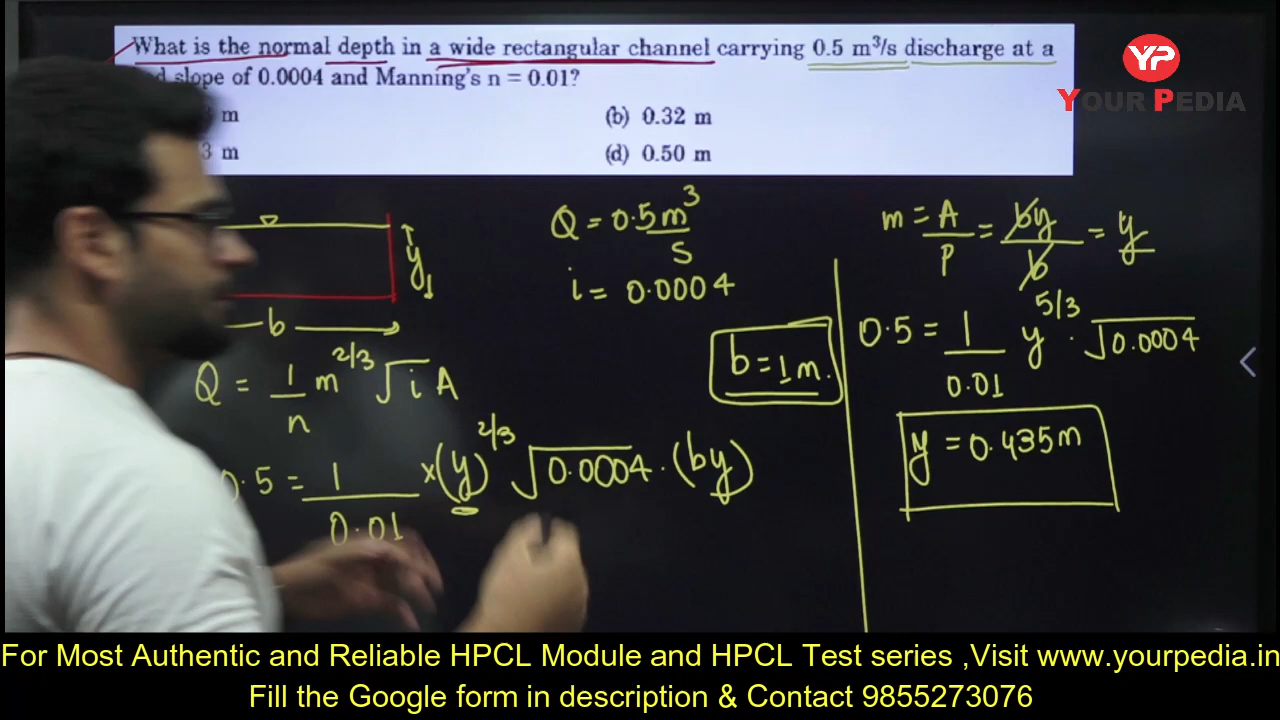 What is the normal depth in a wide rectangular channel carrying 0.5 m³/s discharge at a
slope of 0.0004 and Manning's n = 0.01?
m
(b) 0.32 m
3 m
(d) 0.50 m
YP
YOUR PEDIA
y
b
Q = 0.5 m³/s
i = 0.0004
b = 1m.
Q = 1/n m^2/3 √i A
0.5 = 1/0.01 × (y)^2/3 √0.0004 . (by)
m = A/P = by/b = y
0.5 = 1/0.01 y^5/3 . √0.0004
y = 0.435m
For Most Authentic and Reliable HPCL Module and HPCL Test series ,Visit www.yourpedia.in
Fill the Google form in description & Contact 9855273076